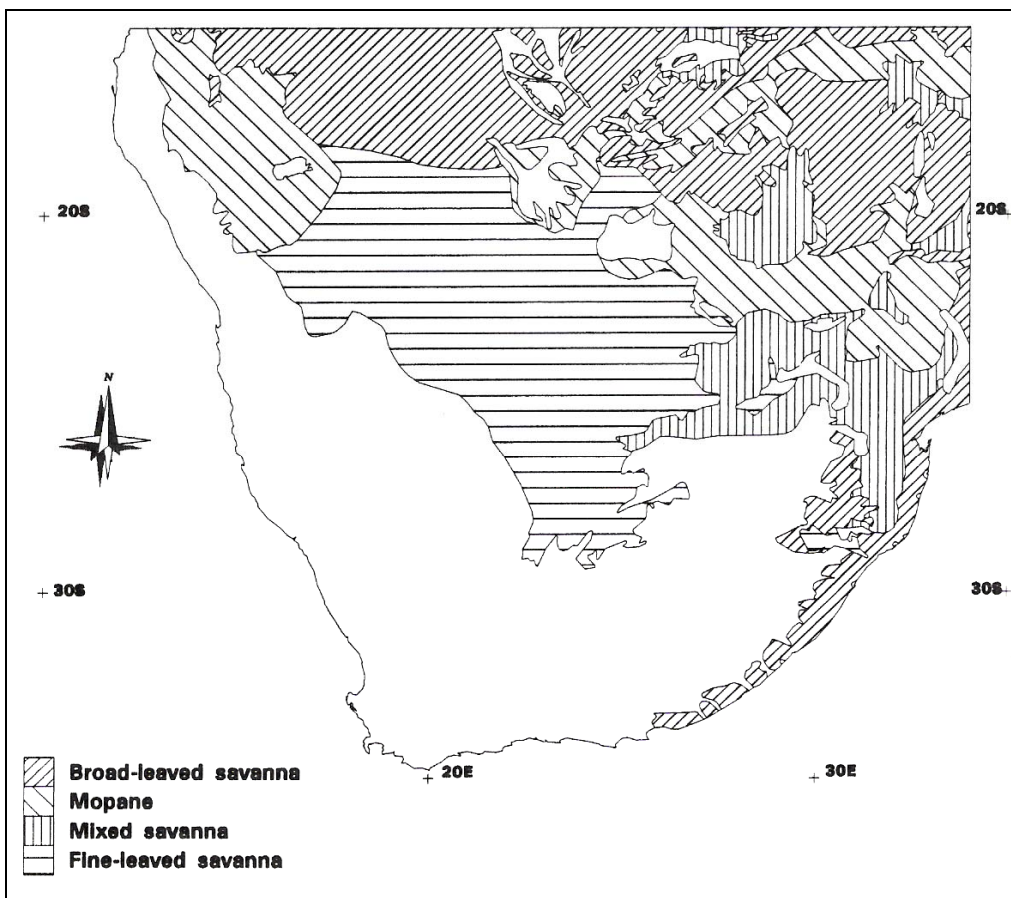 20S
20S
N
30S
30S
20E
30E
Broad-leaved savanna
Mopane
Mixed savanna
Fine-leaved savanna